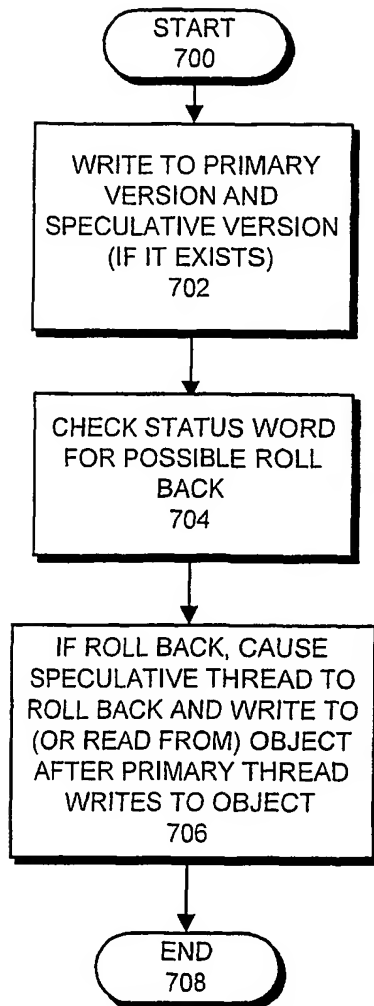 START
700
WRITE TO PRIMARY
VERSION AND
SPECULATIVE VERSION
(IF IT EXISTS)
702
CHECK STATUS WORD
FOR POSSIBLE ROLL
BACK
704
IF ROLL BACK, CAUSE
SPECULATIVE THREAD TO
ROLL BACK AND WRITE TO
(OR READ FROM) OBJECT
AFTER PRIMARY THREAD
WRITES TO OBJECT
706
END
708